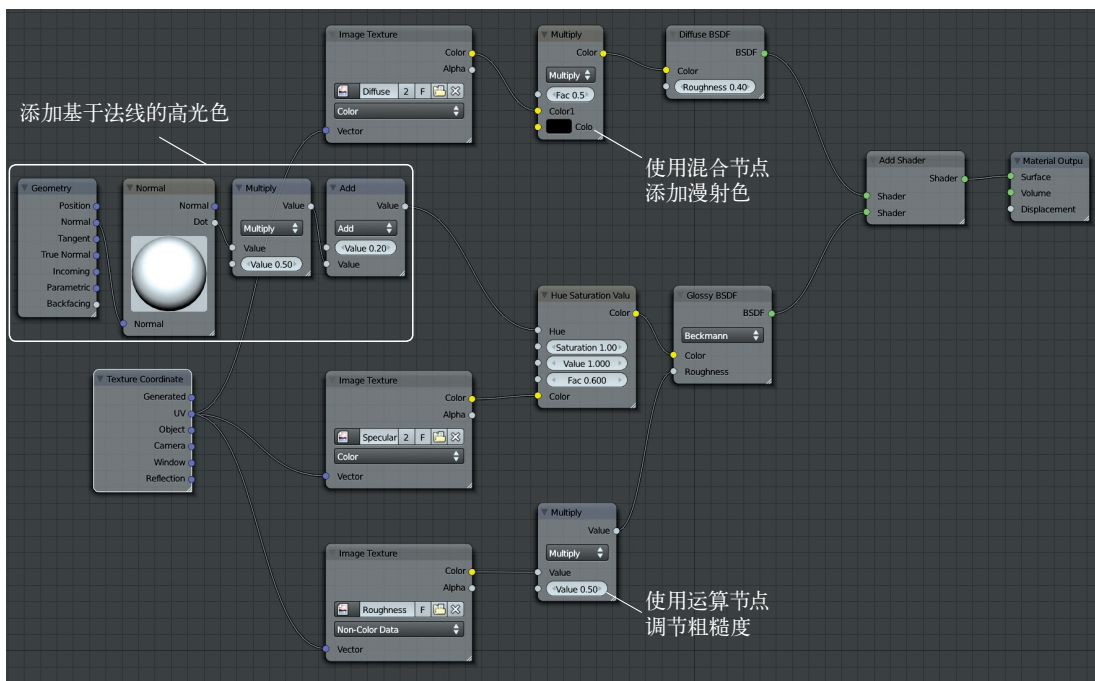 Image Texture
Color
Alpha
Diffuse 2 F
Color
Vector
Multiply
Color
Multiply
Fac 0.5
Color1
Colo
Diffuse BSDF
BSDF
Color
Roughness 0.40
添加基于法线的高光色
使用混合节点
添加漫射色
Add Shader
Shader
Shader
Shader
Material Outpu
Surface
Volume
Displacement
Geometry
Position
Normal
Tangent
True Normal
Incoming
Parametric
Backfacing
Normal
Normal
Dot
Normal
Multiply
Value
Multiply
Value
Value 0.50
Add
Value
Add
Value 0.20
Value
Hue Saturation Valu
Color
Hue
Saturation 1.00
Value 1.000
Fac 0.600
Color
Glossy BSDF
BSDF
Beckmann
Color
Roughness
Texture Coordinate
Generated
UV
Object
Camera
Window
Reflection
Image Texture
Color
Alpha
Specular 2 F
Color
Vector
Multiply
Value
Multiply
Value
Value 0.50
Image Texture
Color
Alpha
Roughness F
Non-Color Data
Vector
使用运算节点
调节粗糙度